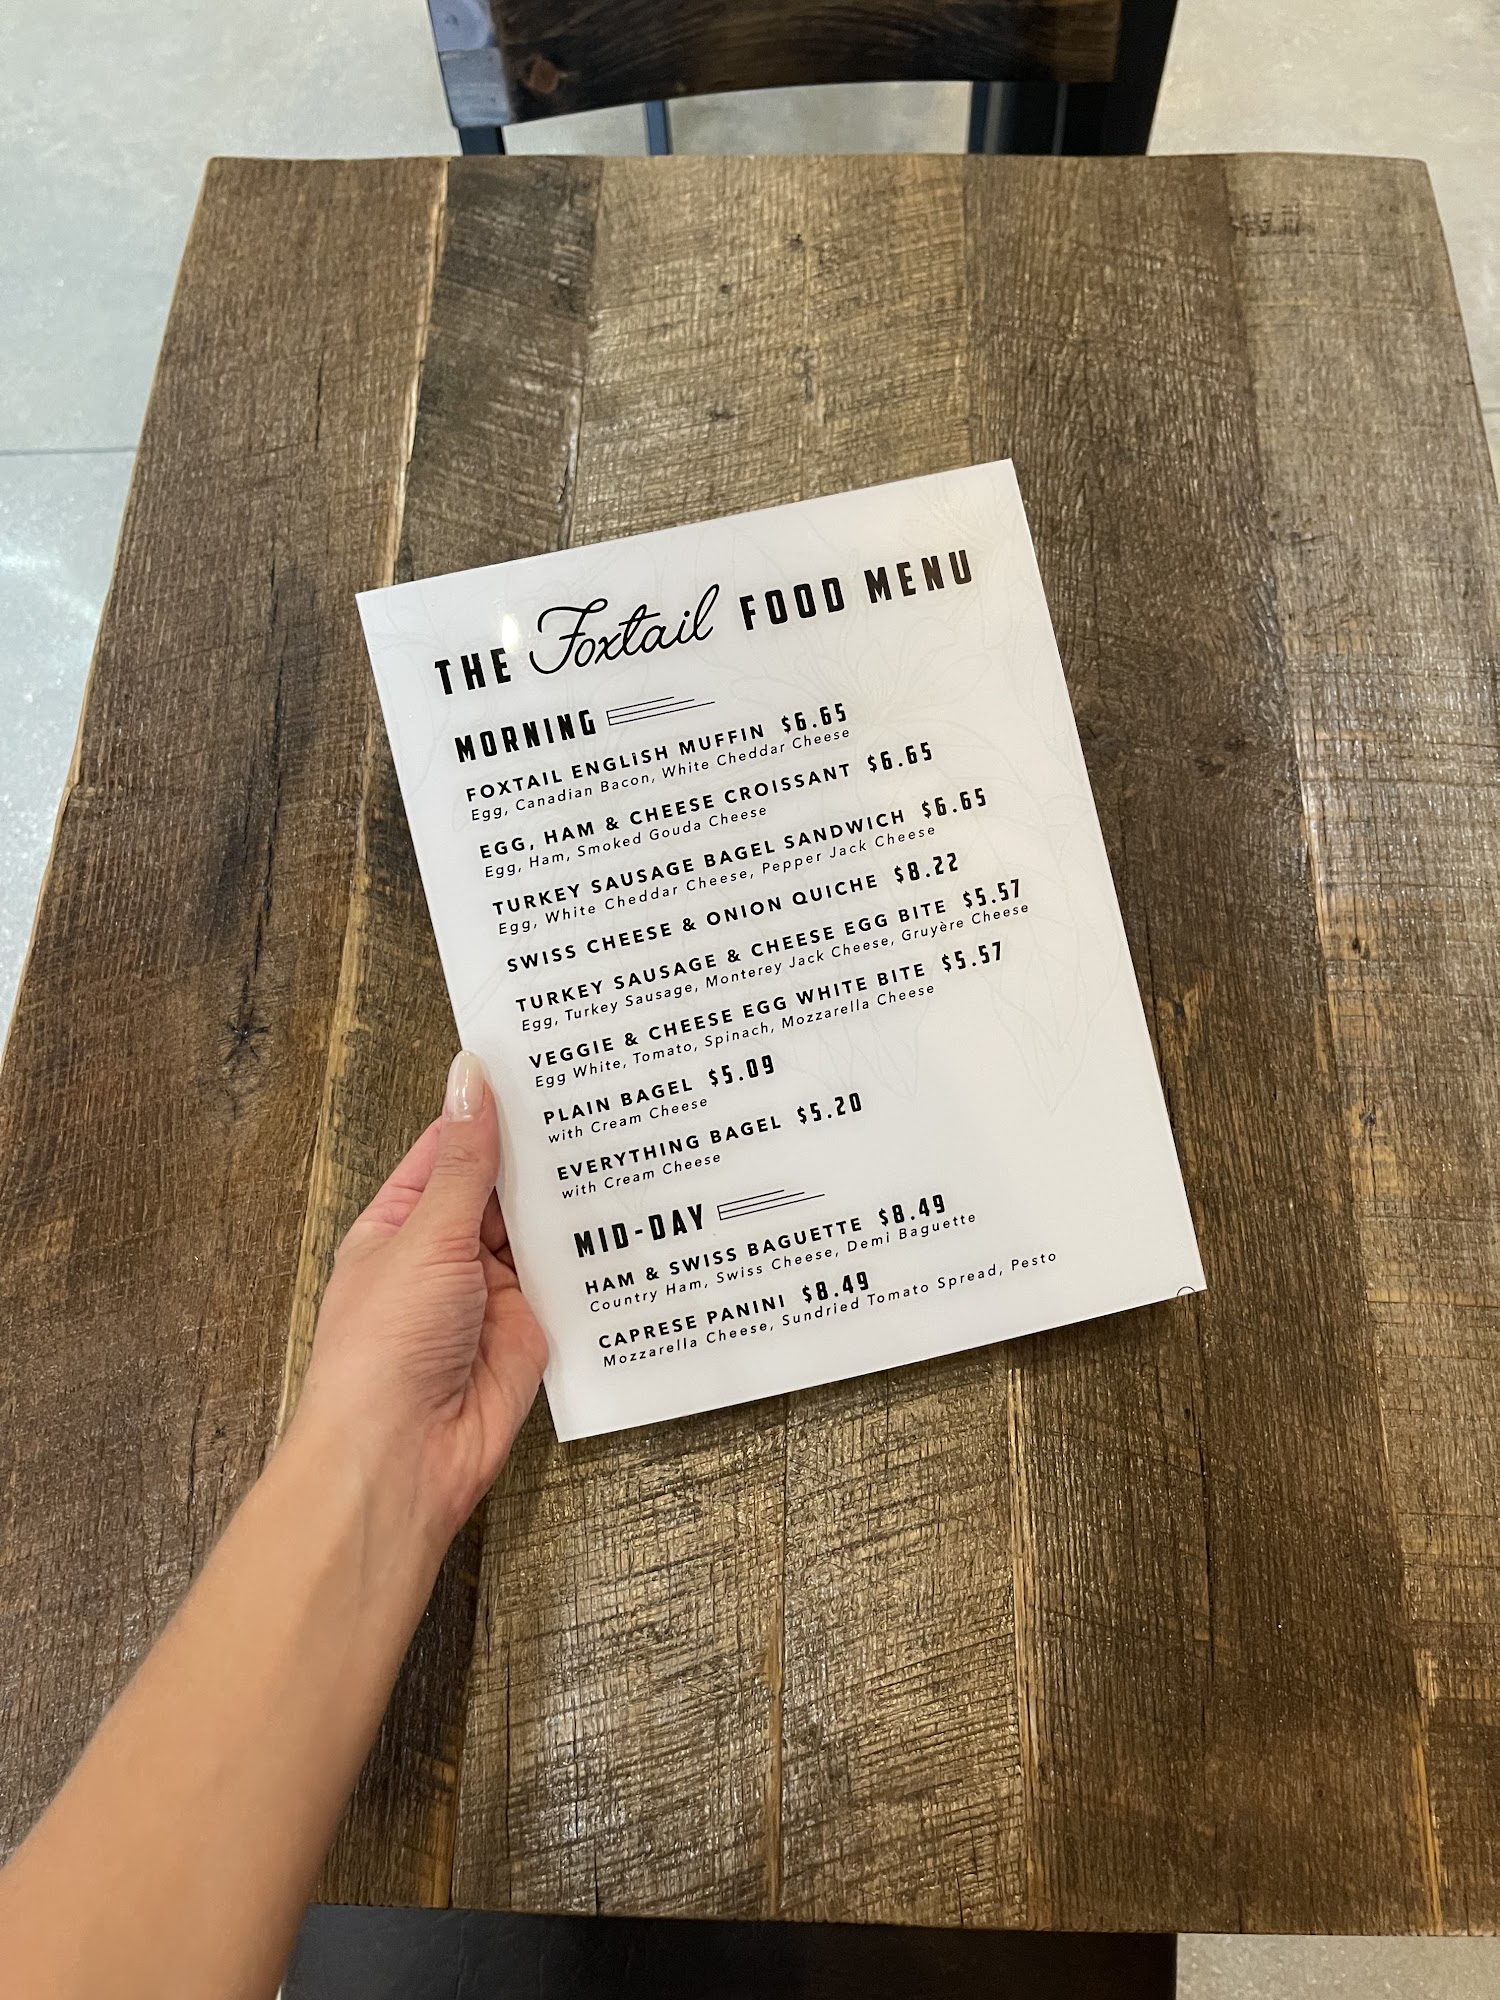 THE Foxtail FOOD MENU
MORNING
FOXTAIL ENGLiSH MUFFIN $6.65
Egg, Canadian Bacon, White Cheddar Cheese
EGG, HAM & CHEESE CROISSANT $6.65
Egg, Ham, Smoked Gouda Cheese
TURKEY SAUSAGE BAGEL SANDWICH $6.65
Egg, White Cheddar Cheese, Pepper Jack Cheese
SWISS CHEESE & ONION QUICHE $8.22
TURKEY SAUSAGE & CHEESE EGG BITE $5.57
Egg, Turkey Sausage, Monterey Jack Cheese, Gruyère Cheese
VEGGIE & CHEESE EGG WHITE BITE $5.57
Egg White, Tomato, Spinach, Mozzarella Cheese
PLAIN BAGEL $5.09
with Cream Cheese
EVERYTHING BAGEL $5.20
with Cream Cheese
MID-DAY
HAM & SWISS BAGUETTE $8.49
Country Ham, Swiss Cheese, Demi Baguette
CAPRESE PANINI $8.49
Mozzarella Cheese, Sundried Tomato Spread, Pesto